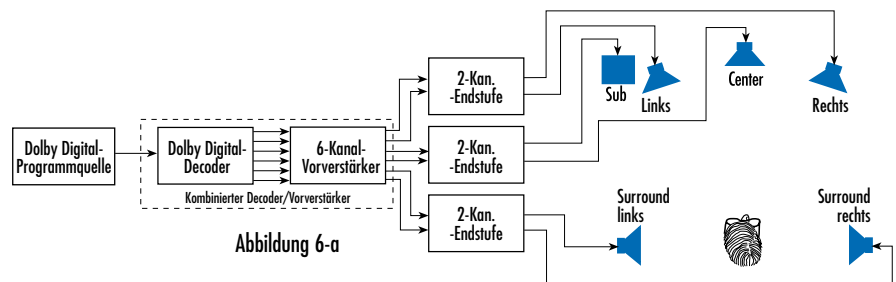 Dolby Digital-
Programmquelle
Dolby Digital-
Decoder
6-Kanal-
Vorverstärker
Kombinierter Decoder/Vorverstärker
2-Kan.
-Endstufe
2-Kan.
-Endstufe
2-Kan.
-Endstufe
Sub
Links
Center
Rechts
Surround
links
Surround
rechts
Abbildung 6-a